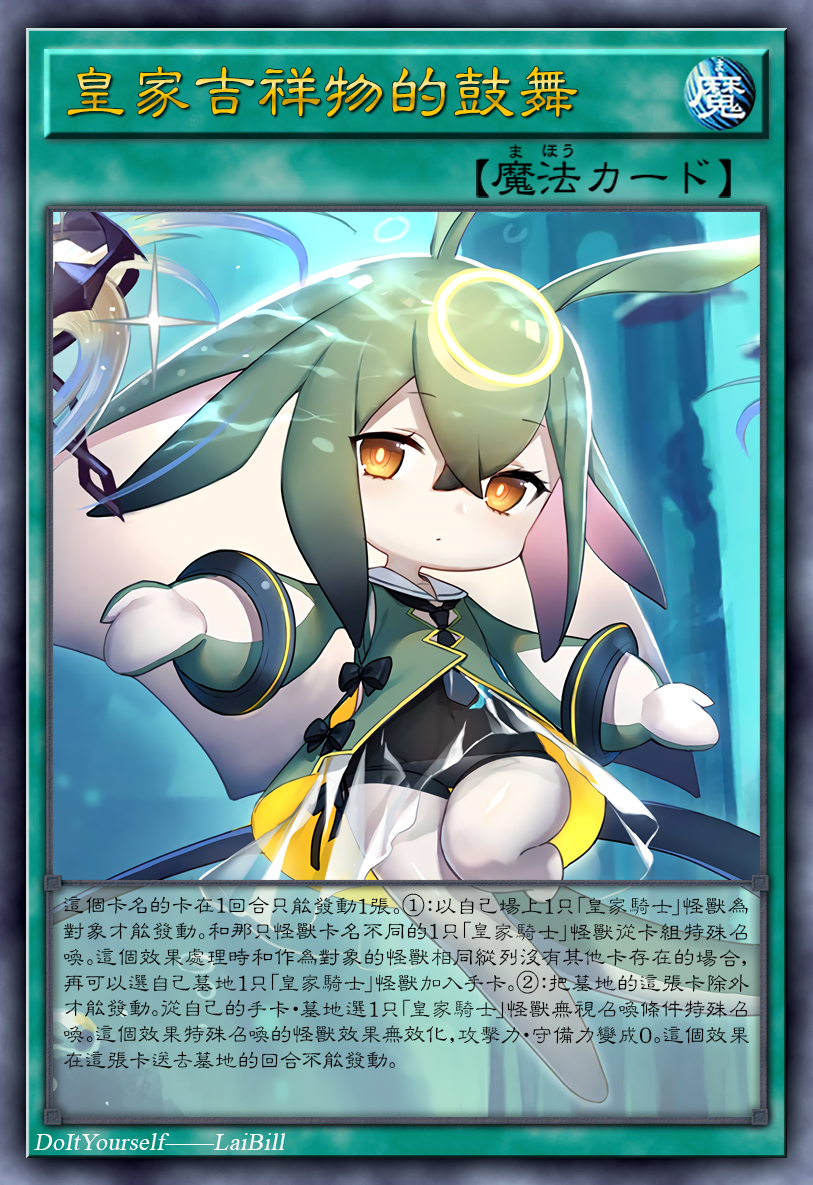 皇家吉祥物的鼓舞
ま
魔
ま ほう
【魔法カード】
這個卡名的卡在1回合只能發動1張。①:以自己場上1只「皇家騎士」怪獸為
對象才能發動。和那只怪獸卡名不同的1只「皇家騎士」怪獸從卡組特殊召
喚。這個效果處理時和作為對象的怪獸相同縱列沒有其他卡存在的場合,
再可以選自己墓地1只「皇家騎士」怪獸加入手卡。②:把墓地的這張卡除外
才能發動。從自己的手卡・墓地選1只「皇家騎士」怪獸無視召喚條件特殊召
喚。這個效果特殊召喚的怪獸效果無效化,攻擊力・守備力變成0。這個效果
在這張卡送去墓地的回合不能發動。
DoItYourself——LaiBill